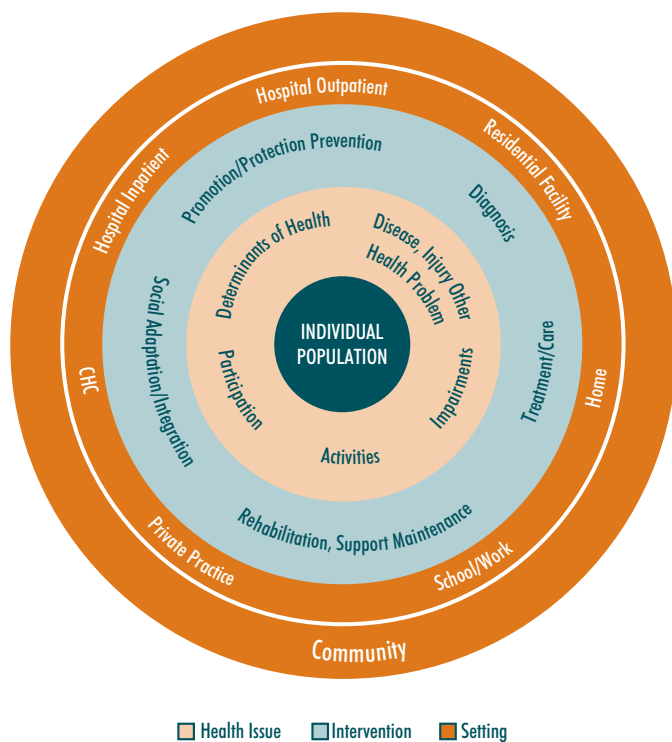 Hospital Outpatient
Residential Facility
Hospital Inpatient
Promotion/Protection Prevention
Diagnosis
Determinants of Health
Disease, Injury Other
Health Problem
INDIVIDUAL
POPULATION
Social Adaptation/Integration
Participation
Impairments
Treatment/Care
CHC
Home
Activities
Rehabilitation, Support Maintenance
Private Practice
School/Work
Community
Health Issue
Intervention
Setting